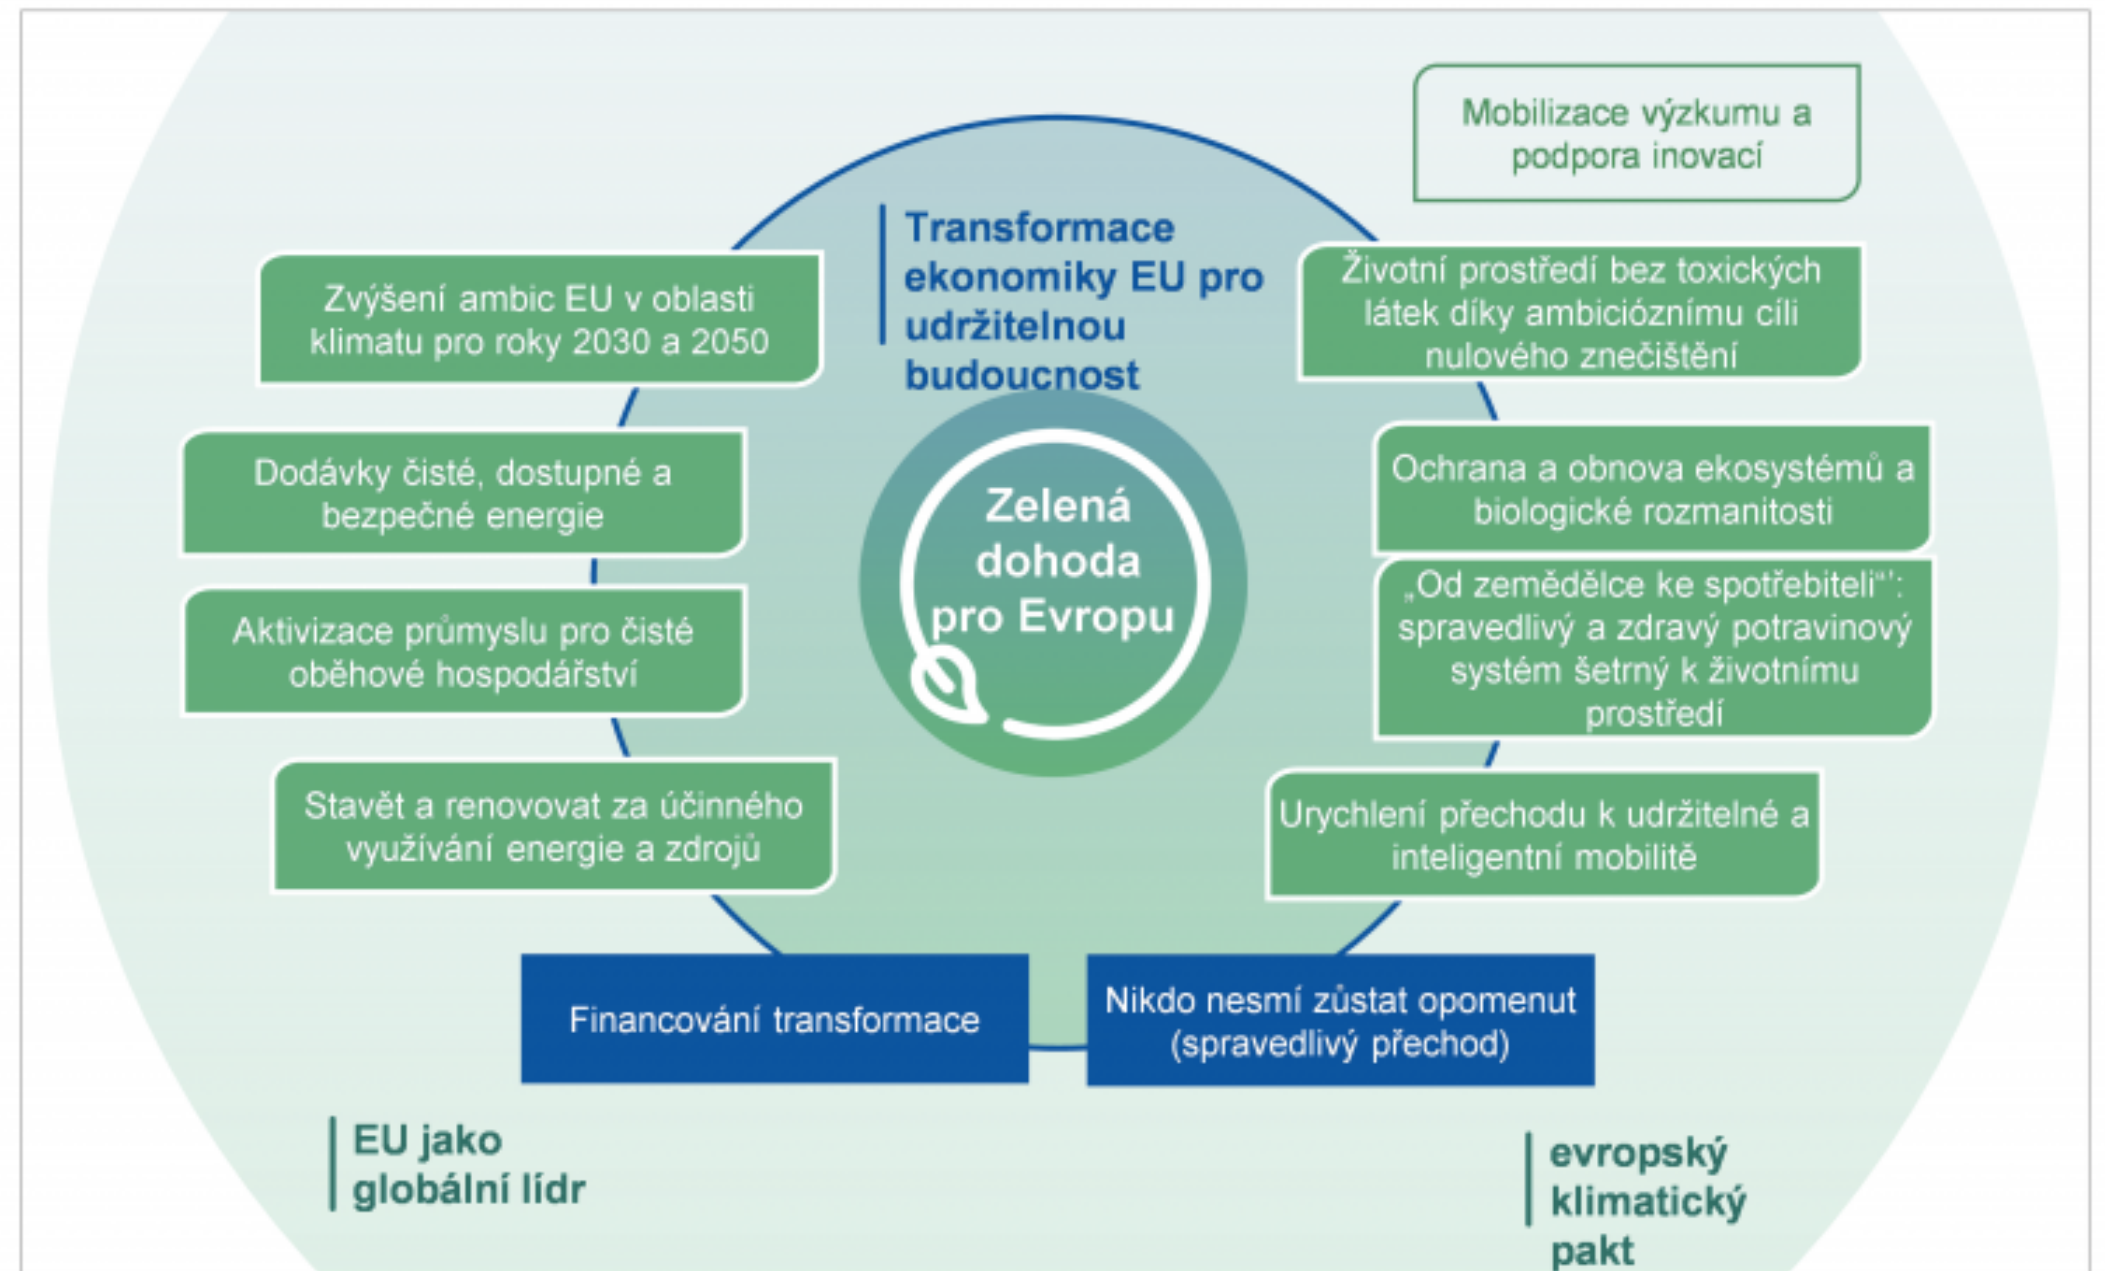 Mobilizace výzkumu a
podpora inovací
Transformace
ekonomiky EU pro
udržitelnou
budoucnost
Zvýšení ambic EU v oblasti
klimatu pro roky 2030 a 2050
Životní prostředí bez toxických
látek díky ambicióznímu cíli
nulového znečištění
Dodávky čisté, dostupné a
bezpečné energie
Ochrana a obnova ekosystémů a
biologické rozmanitosti
Zelená
dohoda
pro Evropu
Aktivizace průmyslu pro čisté
oběhové hospodářství
„Od zemědělce ke spotřebiteli“':
spravedlivý a zdravý potravinový
systém šetrný k životnímu
prostředí
Stavět a renovovat za účinného
využívání energie a zdrojů
Urychlení přechodu k udržitelné a
inteligentní mobilitě
Financování transformace
Nikdo nesmí zůstat opomenut
(spravedlivý přechod)
EU jako
globální lídr
evropský
klimatický
pakt